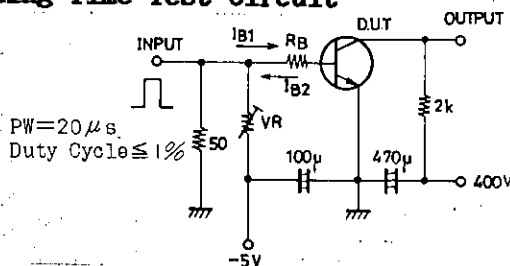 ing Time Test Circuit
INPUT
IB1
RB
D.U.T
OUTPUT
IB2
PW=20μs
Duty Cycle≦1%
50
VR
2k
100μ
470μ
400V
-5V